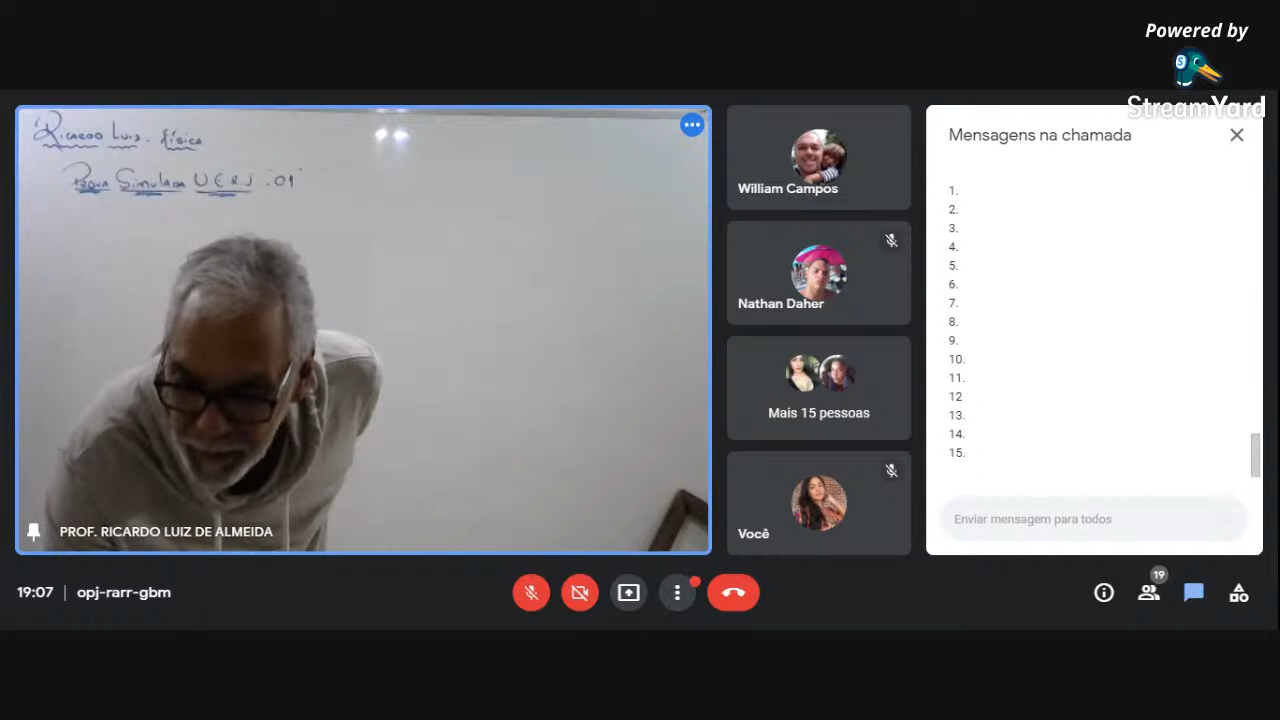 Powered by
StreamYard
Ricardo Luiz. Física
Prova Simulada UERJ "01"
PROF. RICARDO LUIZ DE ALMEIDA
William Campos
Nathan Daher
Mais 15 pessoas
Você
Mensagens na chamada
1.
2.
3.
4.
5.
6.
7.
8.
9.
10.
11.
12
13.
14.
15.
Enviar mensagem para todos
19:07 | opj-rarr-gbm
19